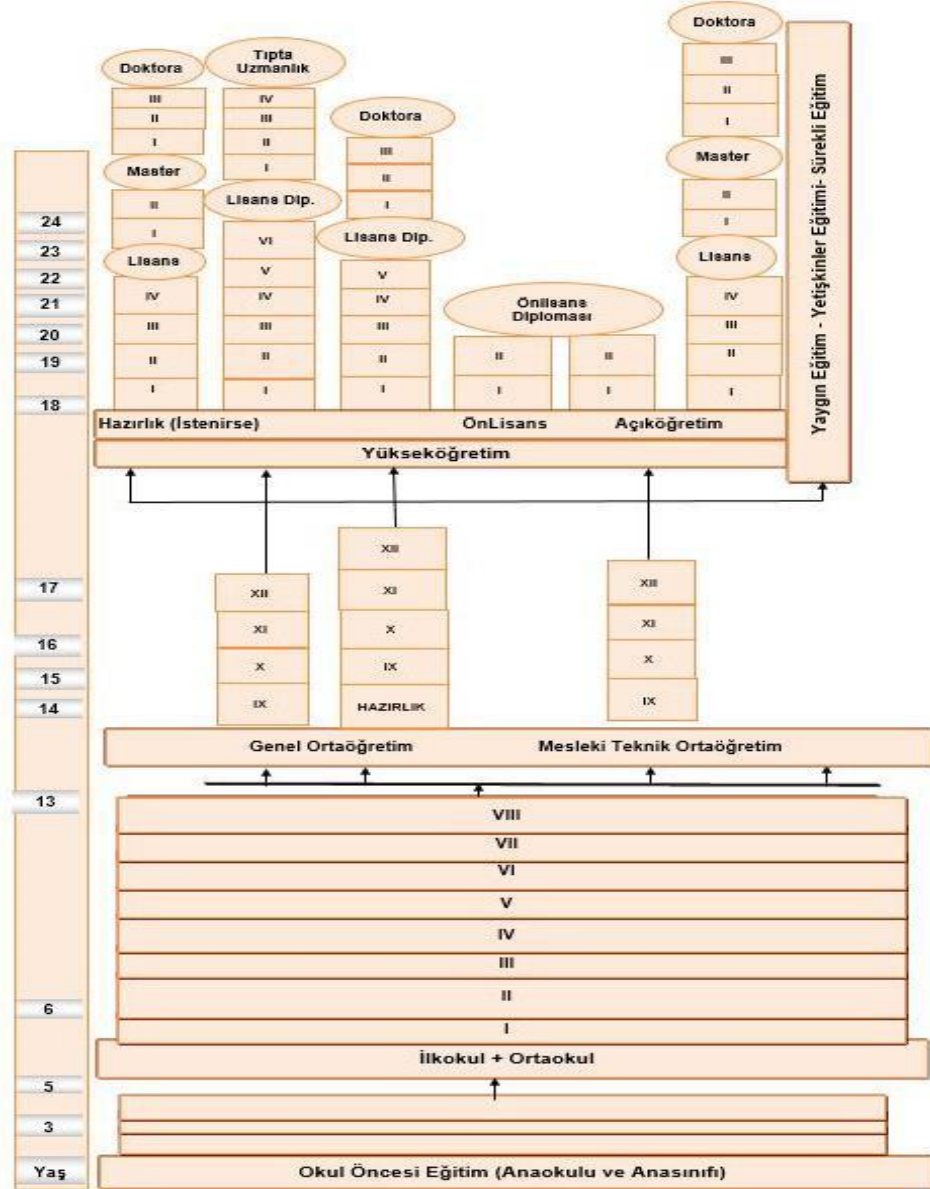 Doktora
Tıpta
Uzmanlık
Doktora
III
II
I
Master
II
I
Lisans
IV
III
II
I
IV
III
II
I
Lisans Dip.
VI
V
IV
III
II
I
Doktora
III
II
I
Lisans Dip.
V
IV
III
II
I
Önlisans
Diploması
II
I
II
I
III
II
I
Master
II
I
Lisans
IV
III
II
I
Yaygın Eğitim - Yetişkinler Eğitimi- Sürekli Eğitim
24
23
22
21
20
19
18
Hazırlık (İstenirse)
ÖnLisans
Açıköğretim
Yükseköğretim
17
16
15
14
XII
XI
X
IX
XII
XI
X
IX
HAZIRLIK
XII
XI
X
IX
Genel Ortaöğretim
Mesleki Teknik Ortaöğretim
13
VIII
VII
VI
V
IV
III
II
I
6
İlkokul + Ortaokul
5
3
Yaş
Okul Öncesi Eğitim (Anaokulu ve Anasınıfı)